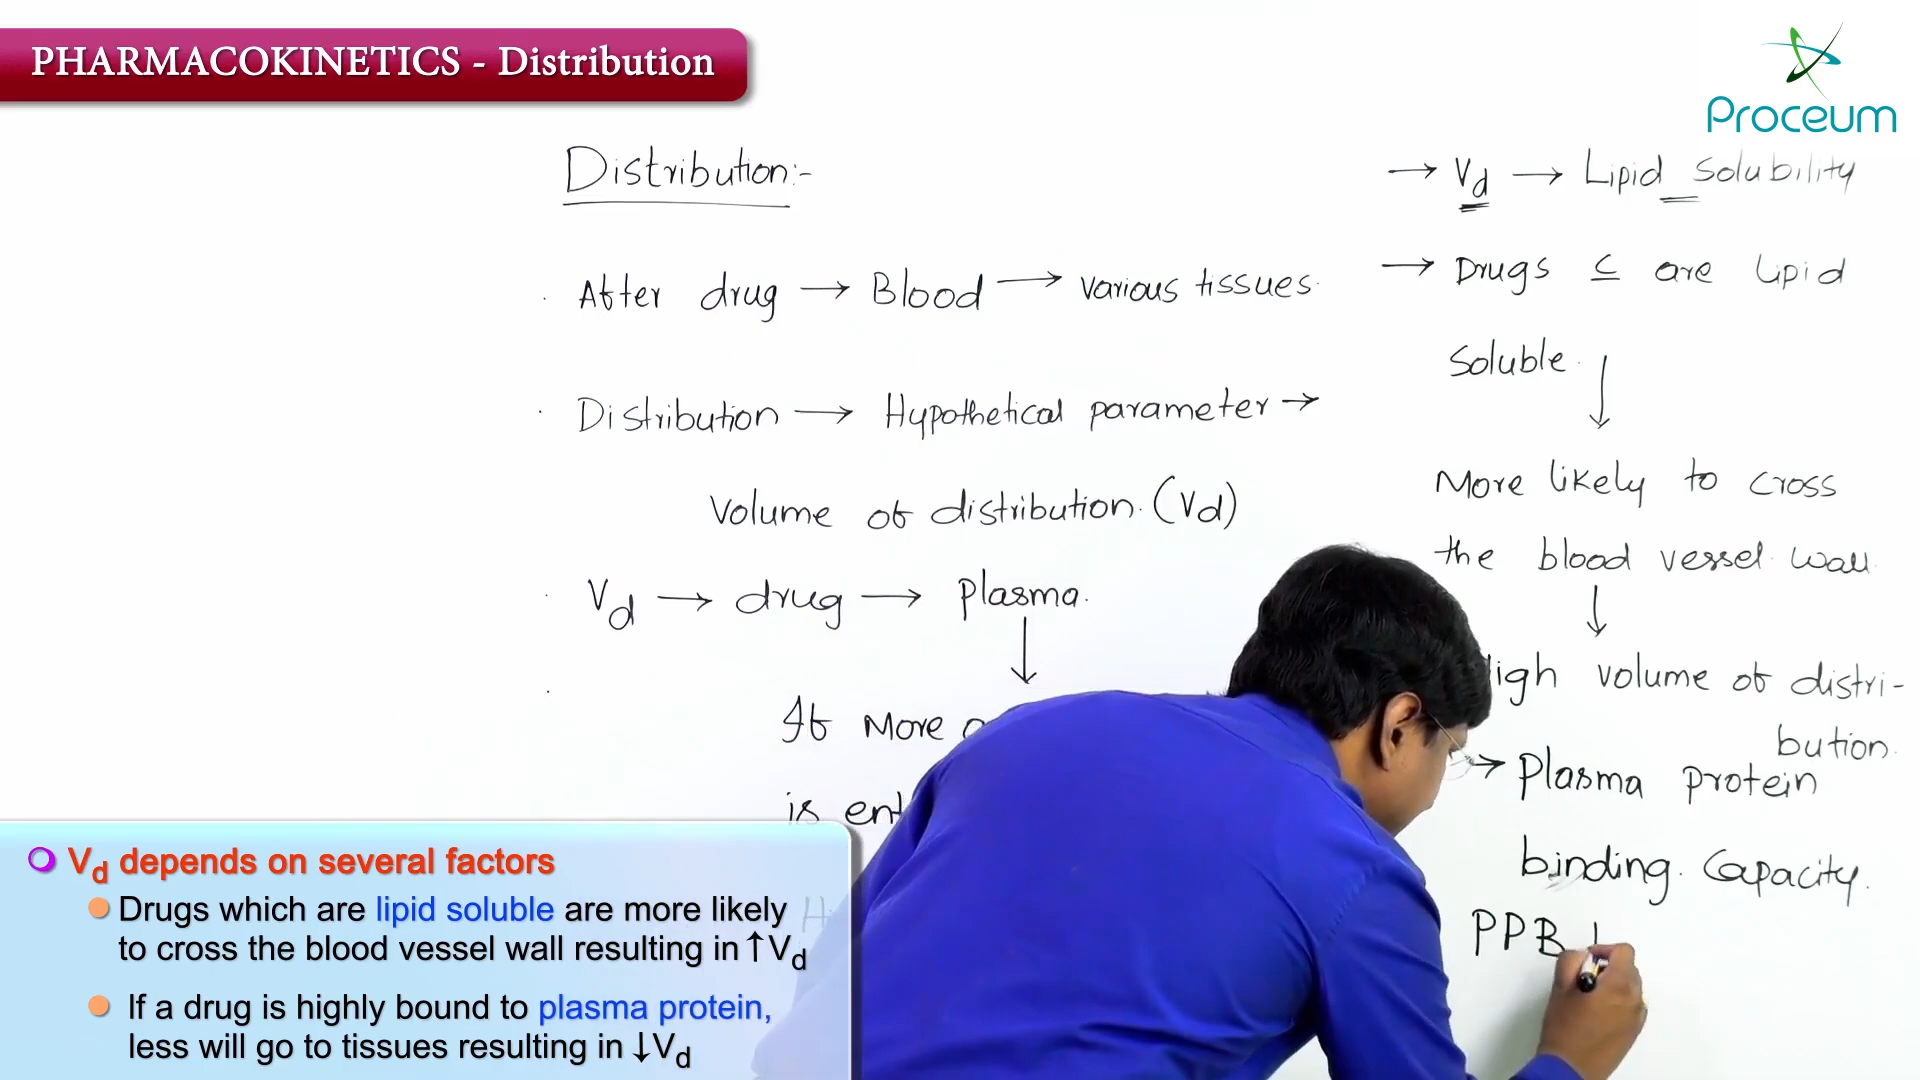 PHARMACOKINETICS - Distribution
Proceum
Distribution:-
After drug → Blood → various tissues.
Distribution → Hypothetical parameter →
Volume of distribution. (Vd)
Vd → drug → Plasma.
↓
If More
is
→ Vd → Lipid solubility
→ Drugs c are lipid
Soluble. ↓
More likely to cross
the blood vessel wall.
↓
volume of distri-
bution.
→ Plasma protein
binding. Capacity.
PPB
Vd depends on several factors
Drugs which are lipid soluble are more likely
to cross the blood vessel wall resulting in ↑Vd
If a drug is highly bound to plasma protein,
less will go to tissues resulting in ↓Vd